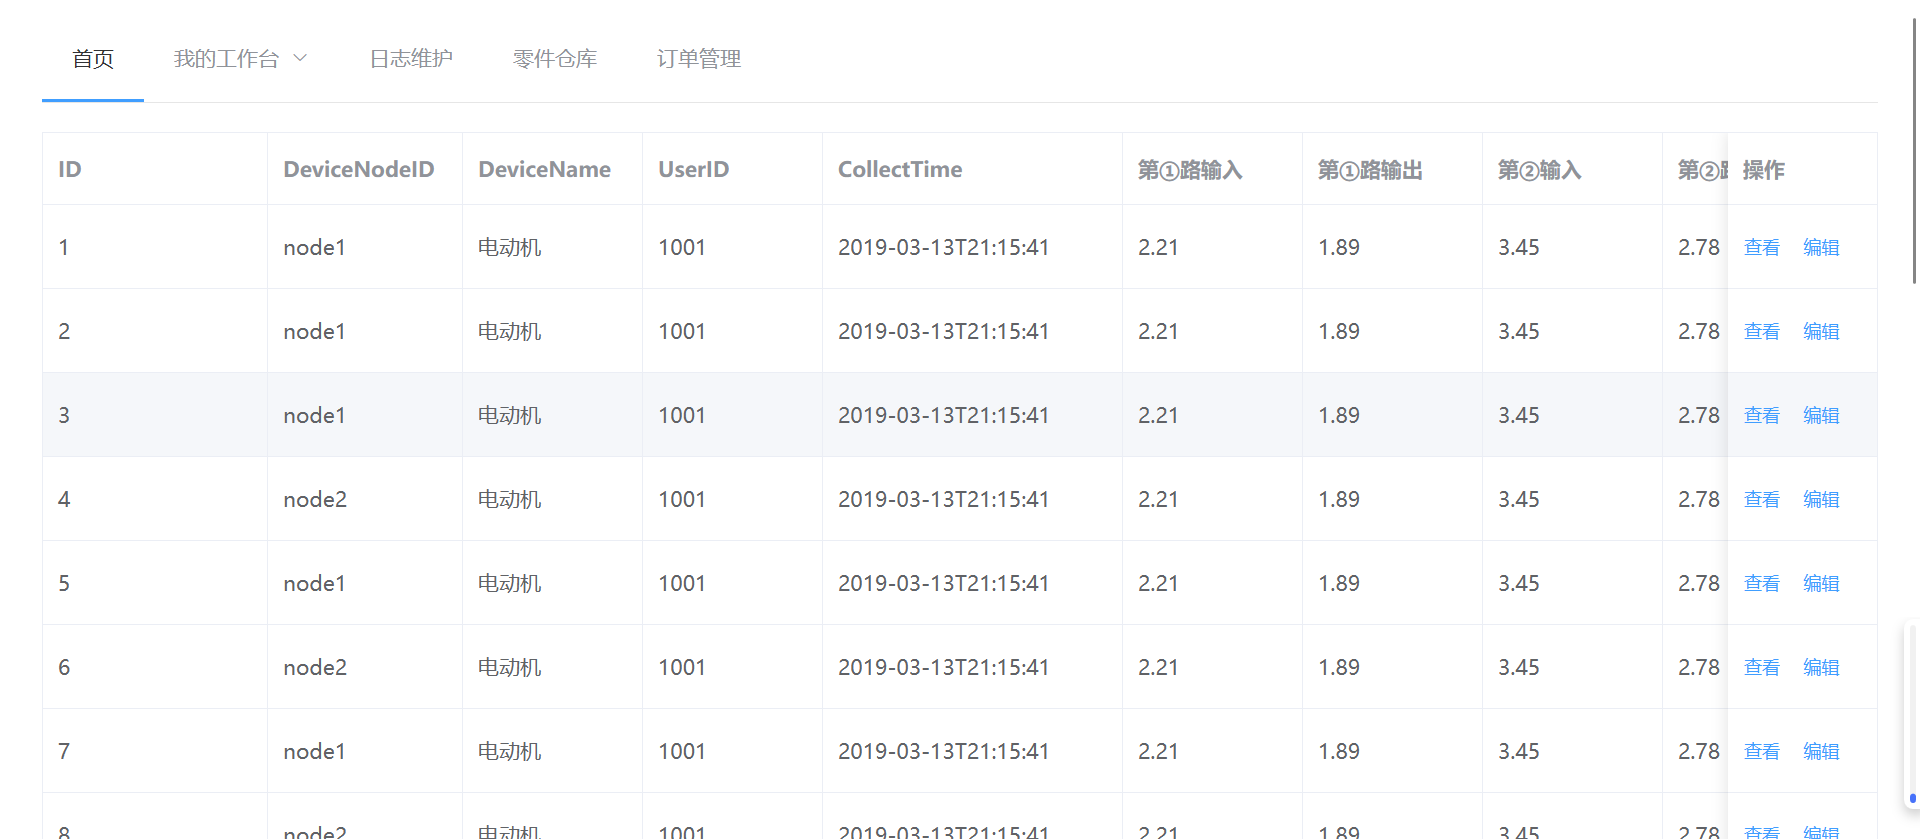 首页 我的工作台 日志维护 零件仓库 订单管理
ID DeviceNodeID DeviceName UserID CollectTime 第①路输入 第①路输出 第②输入 第② 操作
1 node1 电动机 1001 2019-03-13T21:15:41 2.21 1.89 3.45 2.78 查看 编辑
2 node1 电动机 1001 2019-03-13T21:15:41 2.21 1.89 3.45 2.78 查看 编辑
3 node1 电动机 1001 2019-03-13T21:15:41 2.21 1.89 3.45 2.78 查看 编辑
4 node2 电动机 1001 2019-03-13T21:15:41 2.21 1.89 3.45 2.78 查看 编辑
5 node1 电动机 1001 2019-03-13T21:15:41 2.21 1.89 3.45 2.78 查看 编辑
6 node2 电动机 1001 2019-03-13T21:15:41 2.21 1.89 3.45 2.78 查看 编辑
7 node1 电动机 1001 2019-03-13T21:15:41 2.21 1.89 3.45 2.78 查看 编辑
8 node2 电动机 1001 2019-03-13T21:15:41 2.21 1.89 3.45 2.78 查看 编辑